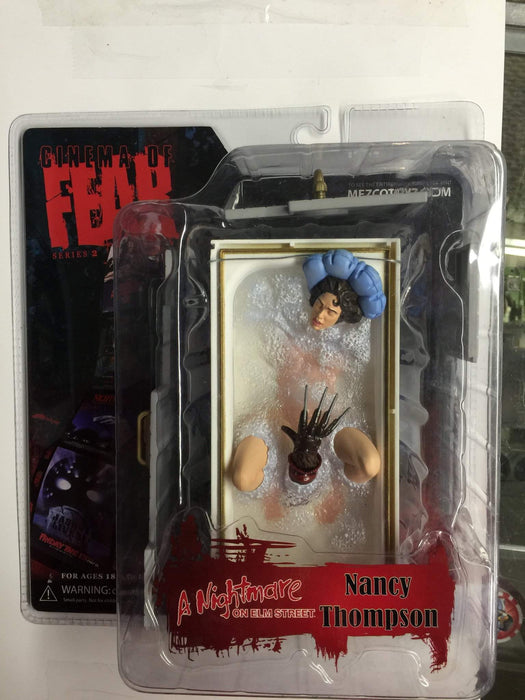 CINEMA OF
FEAR
SERIES 2
MEZCOTOYZ.COM
FOR AGES 18
WARNING:
A Nightmare
ON ELM STREET
Nancy
Thompson